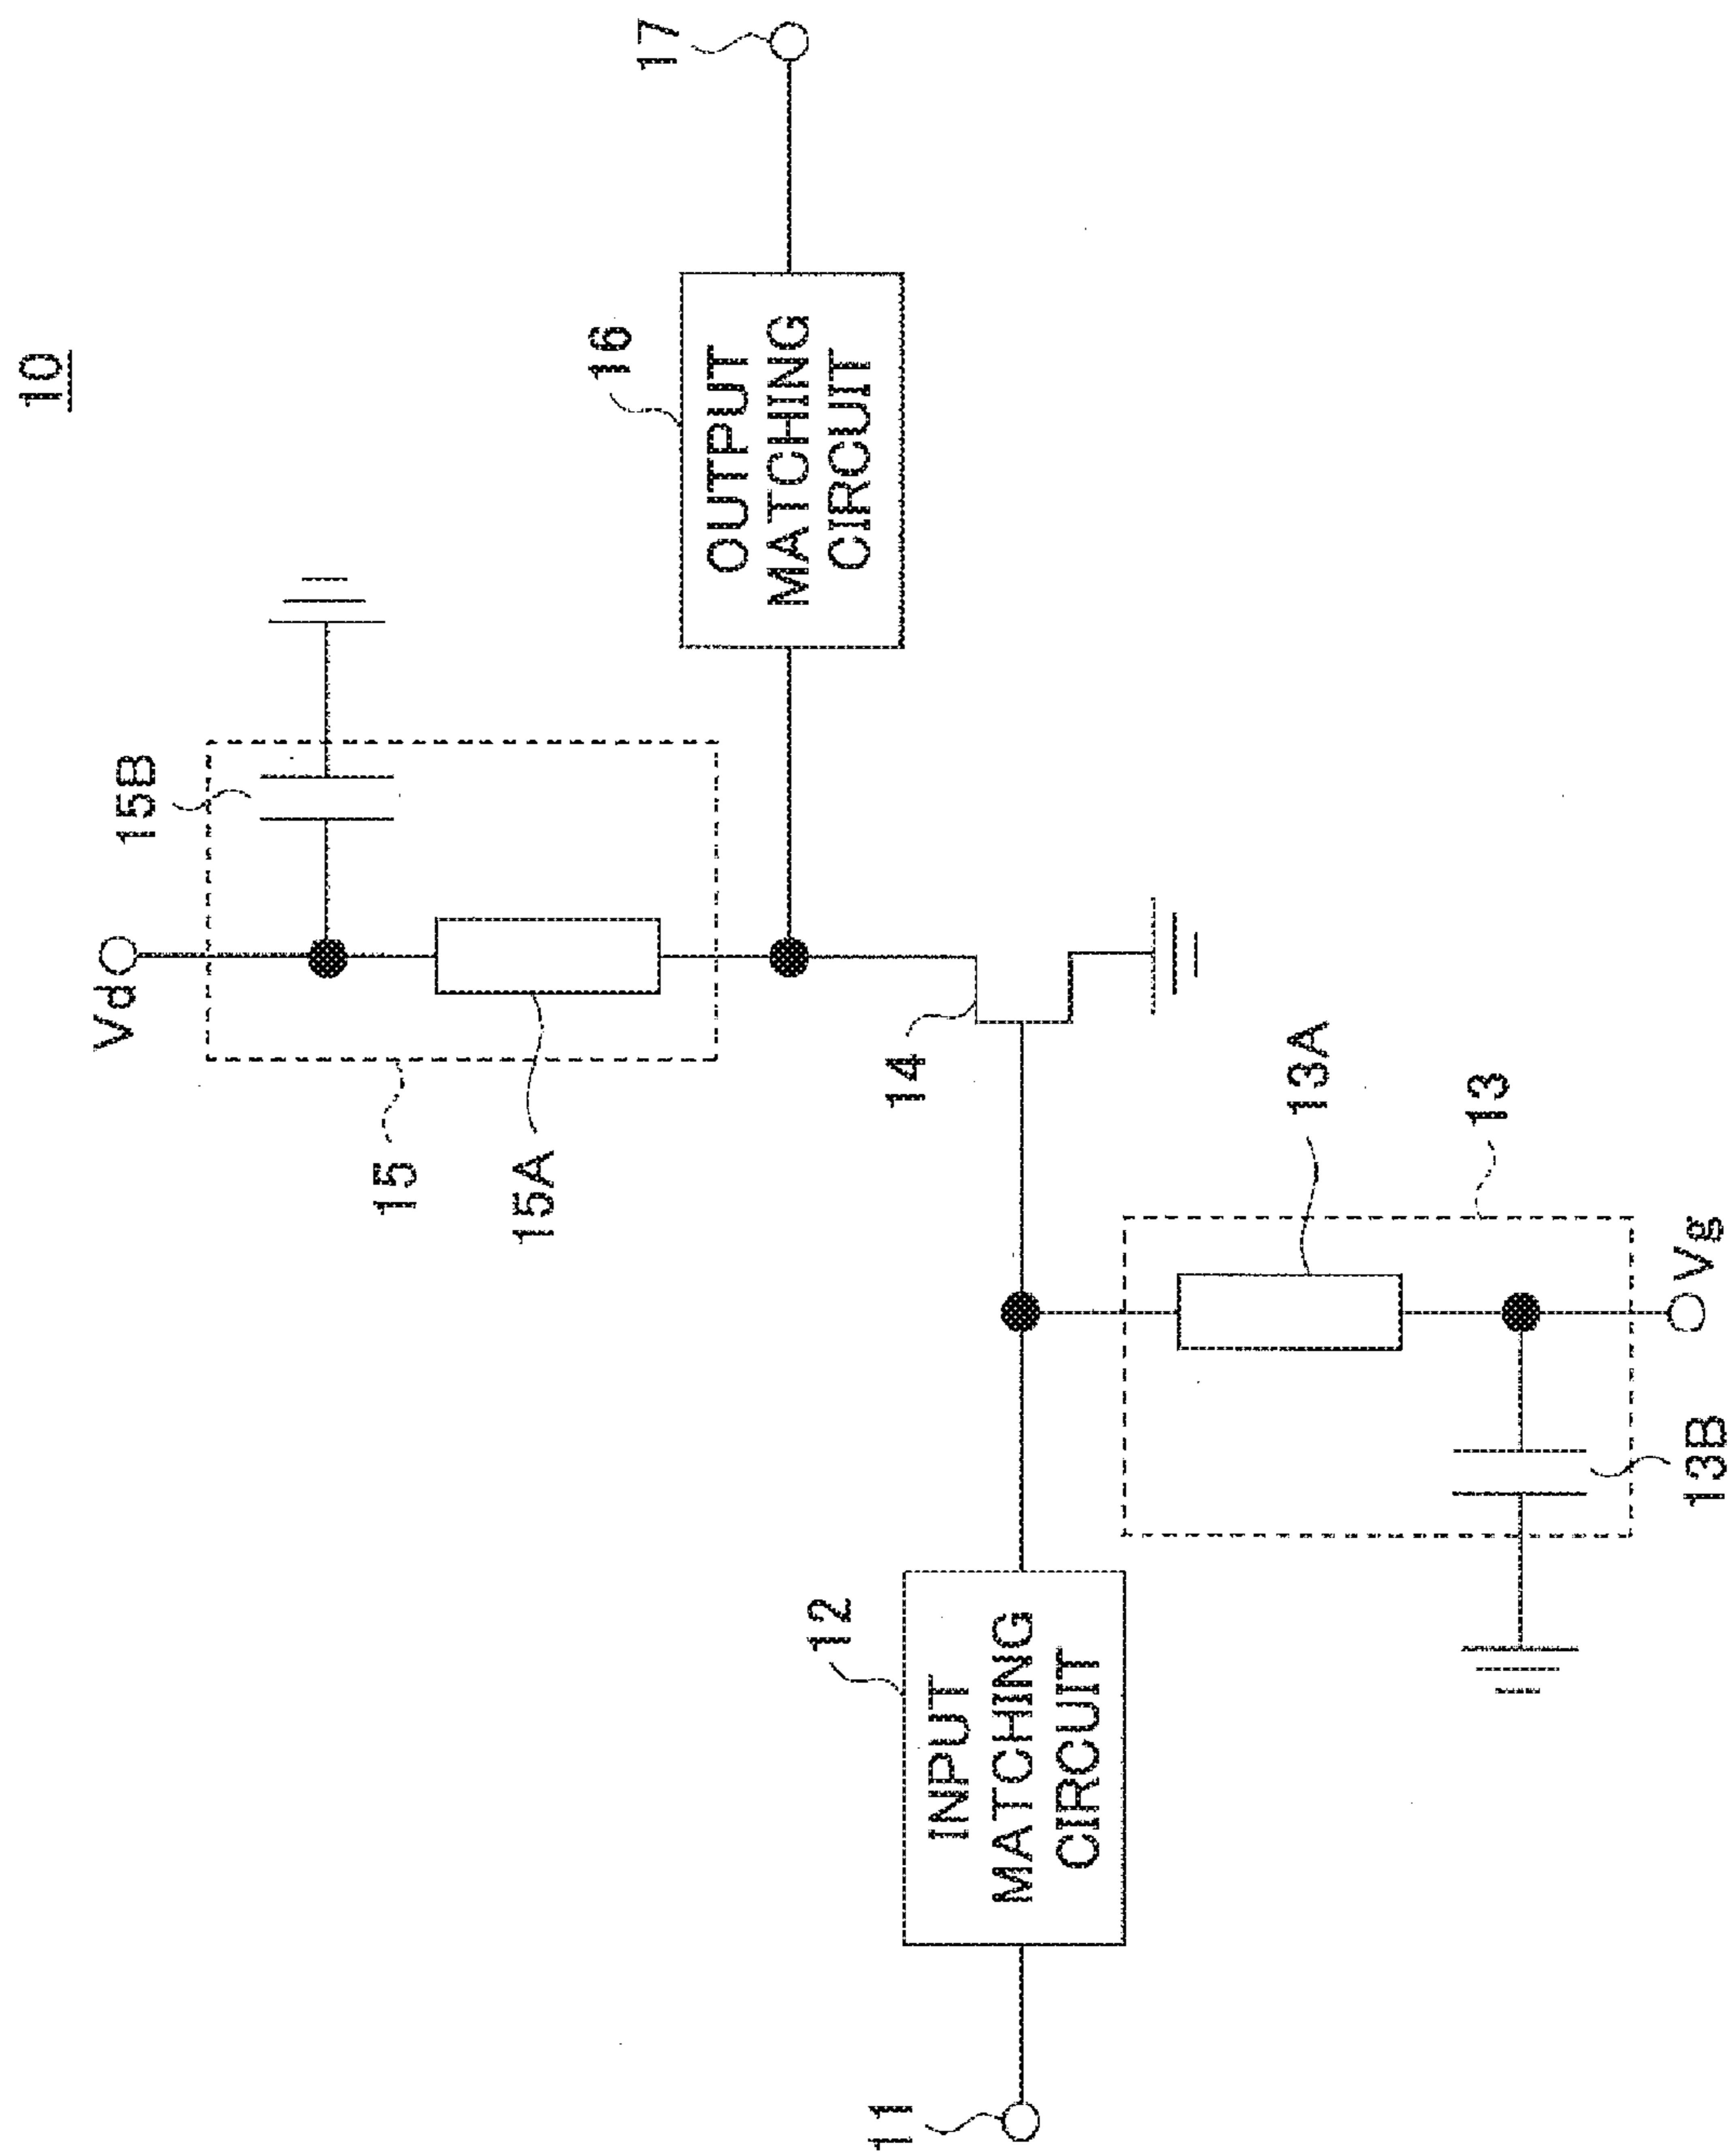 10
Vd
15B
15
15A
16
OUTPUT
MATCHING
CIRCUIT
17
14
12
INPUT
MATCHING
CIRCUIT
11
13A
13
13B
Vg